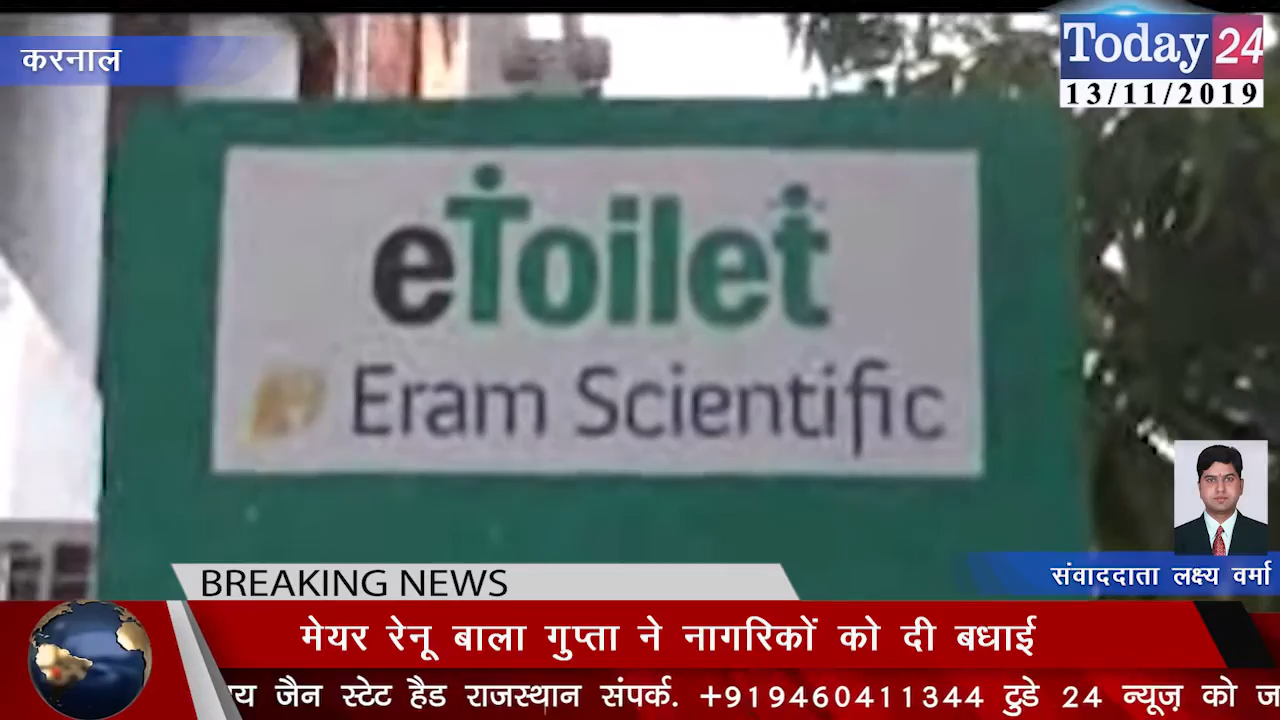 करनाल
Today 24
13/11/2019
eToilet
Eram Scientific
संवाददाता लक्ष्य वर्मा
BREAKING NEWS
मेयर रेनू बाला गुप्ता ने नागरिकों को दी बधाई
जैन स्टेट हैड राजस्थान संपर्क. +919460411344 टुडे 24 न्यूज़ को